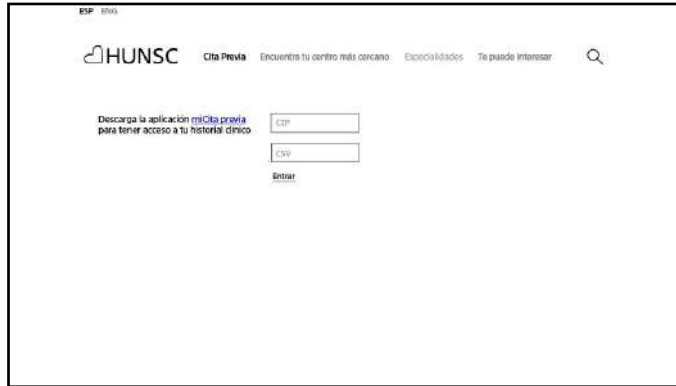 ESP ENG
HUNSC Cita Previa Encuentra tu centro más cercano Especialidades Te puede interesar
Descarga la aplicación miCita previa
para tener acceso a tu historial clínico
CIP
CSV
Entrar